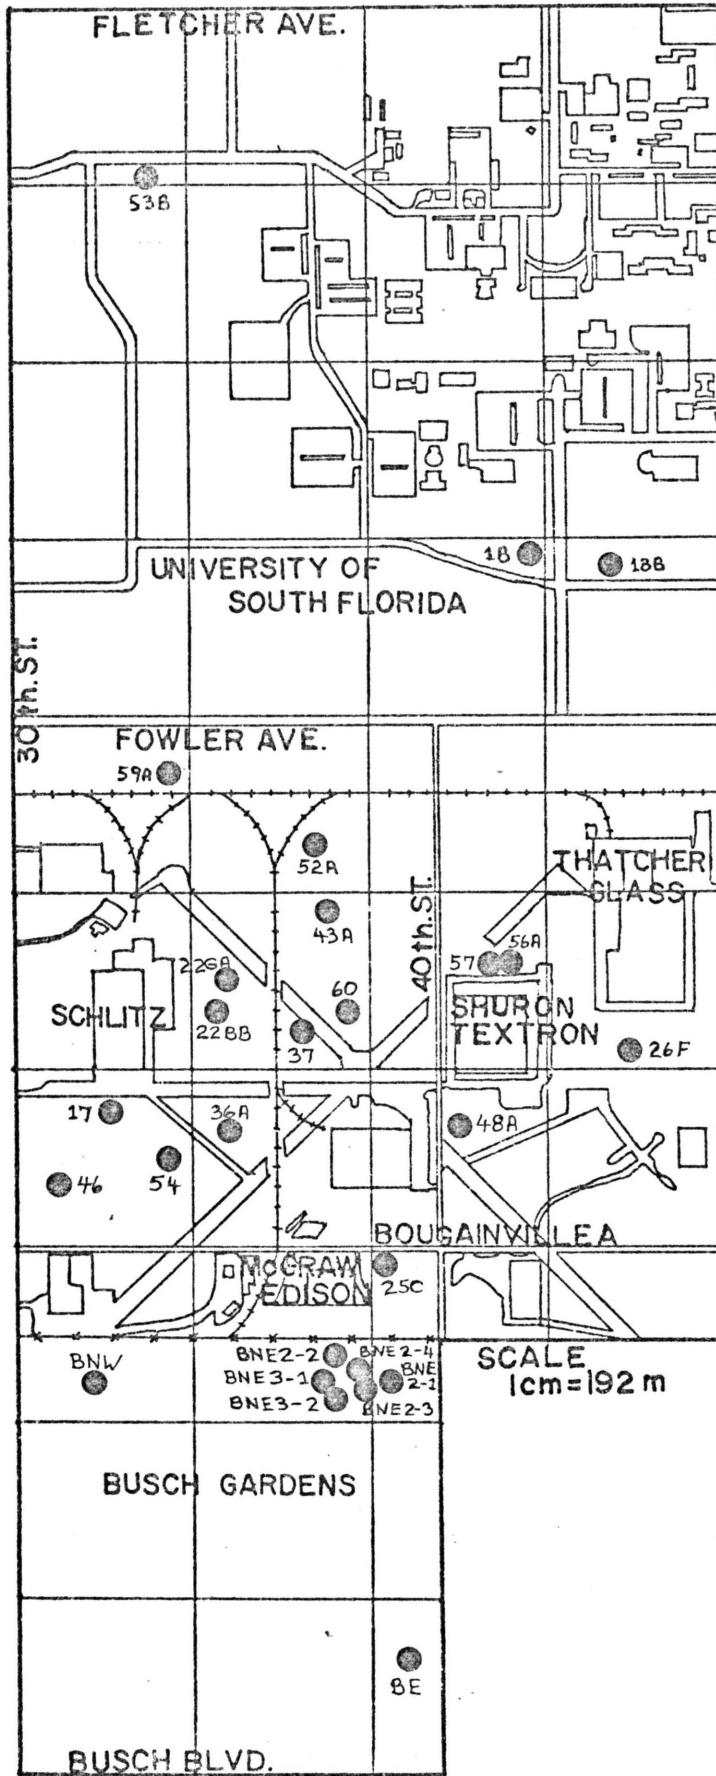 FLETCHER AVE.
53B
1B
13B
UNIVERSITY OF
SOUTH FLORIDA
30th. ST.
FOWLER AVE.
59A
52A
THATCHER
GLASS
40th. ST.
43A
56A
57
22GA
60
SCHLITZ
22BB
37
SHURON
TEXTRON
26F
17
36A
48A
54
46
BOUGAINVILLEA
McGRAW
EDISON
25C
BNW
BNE2-2
BNE2-4
BNE3-1
BNE
2-1
BNE3-2
BNE2-3
SCALE
1cm=192 m
BUSCH GARDENS
BE
BUSCH BLVD.